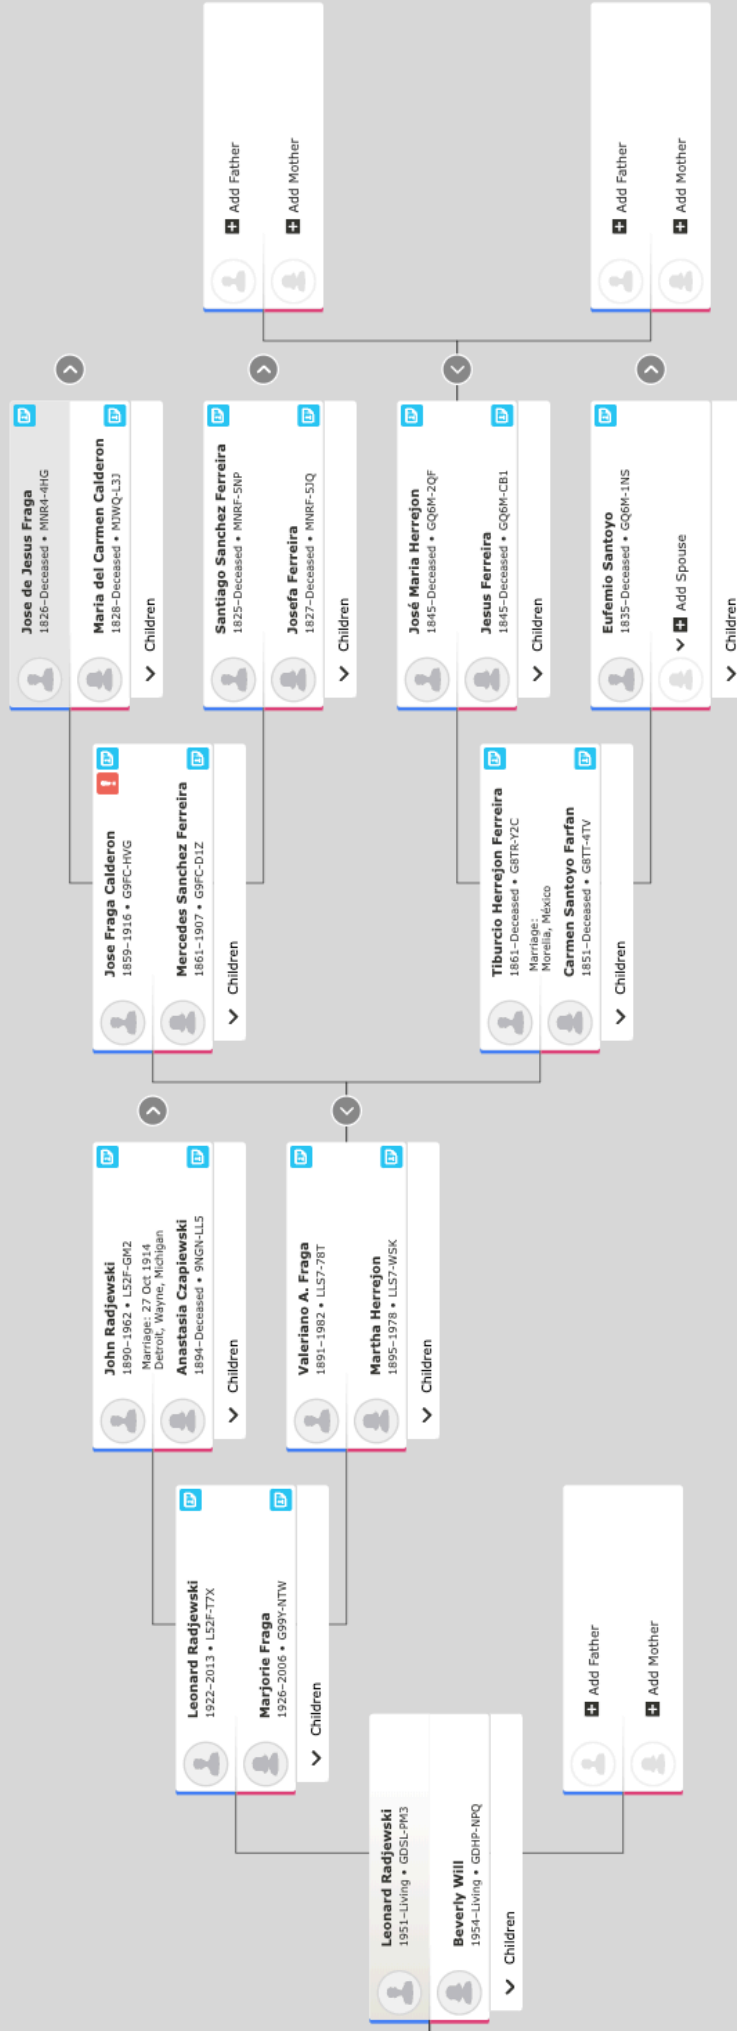 Leonard Radjewski
1951–Living • GDSL-PM3
Beverly Will
1954–Living • GDHP-NPQ
Children
Leonard Radjewski
1922–2013 • L52F-T7X
Marjorie Fraga
1926–2006 • G99Y-NTW
Children
Add Father
Add Mother
John Radjewski
1890–1962 • L52F-GM2
Marriage: 27 Oct 1914
Detroit, Wayne, Michigan
Anastasia Czapiewski
1894–Deceased • 9NGN-LL5
Children
Valeriano A. Fraga
1891–1982 • LLS7-78T
Martha Herrejon
1895–1978 • LLS7-WSK
Children
Jose Fraga Calderon
1859–1916 • G9FC-HVG
Mercedes Sanchez Ferreira
1861–1907 • G9FC-D1Z
Children
Tiburcio Herrejon Ferreira
1861–Deceased • G8TR-Y2C
Marriage:
Morelia, México
Carmen Santoyo Farfan
1851–Deceased • G8TT-4TV
Children
Jose de Jesus Fraga
1826–Deceased • MNR4-4HG
Maria del Carmen Calderon
1828–Deceased • MJWQ-L3J
Children
Santiago Sanchez Ferreira
1825–Deceased • MNRF-SNP
Josefa Ferreira
1827–Deceased • MNRF-SJQ
Children
José Maria Herrejon
1845–Deceased • GQ6M-2QF
Jesus Ferreira
1845–Deceased • GQ6M-CB1
Children
Eufemio Santoyo
1835–Deceased • GQ6M-1NS
Add Spouse
Children
Add Father
Add Mother
Add Father
Add Mother